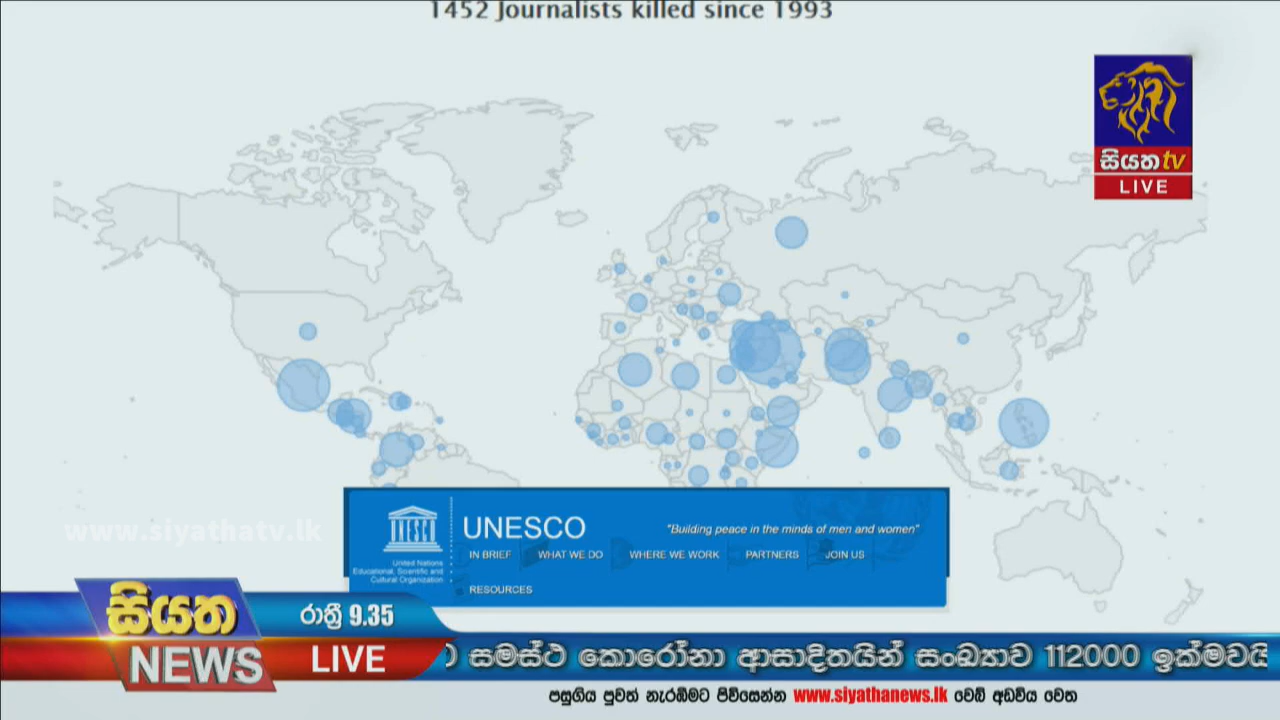 1452 Journalists killed since 1993
සියත tv
LIVE
UNESCO
UNESCO
"Building peace in the minds of men and women"
United Nations
Educational, Scientific and
Cultural Organization
IN BRIEF WHAT WE DO WHERE WE WORK PARTNERS JOIN US
RESOURCES
www.siyathatv.lk
සියත
NEWS
රාත්‍රී 9.35
LIVE
සමස්ථ කොරෝනා ආසාදිතයින් සංඛ්‍යාව 112000 ඉක්මවයි
පසුගිය පුවත් නැරඹීමට පිවිසෙන්න www.siyathanews.lk වෙබ් අඩවිය වෙත